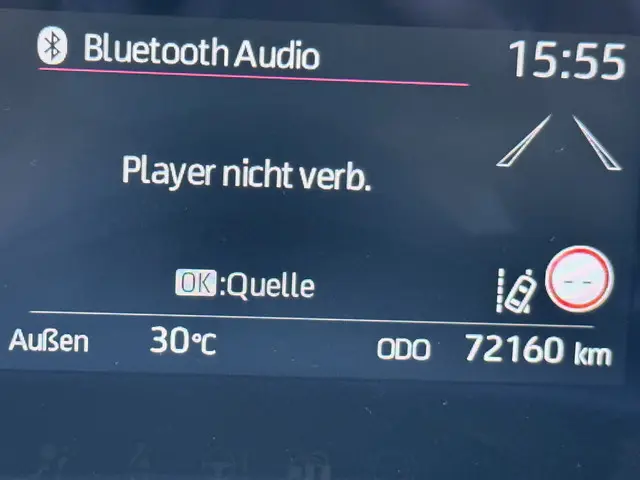 Bluetooth Audio 15:55
Player nicht verb.
OK:Quelle
--
Außen 30°C ODO 72160 km